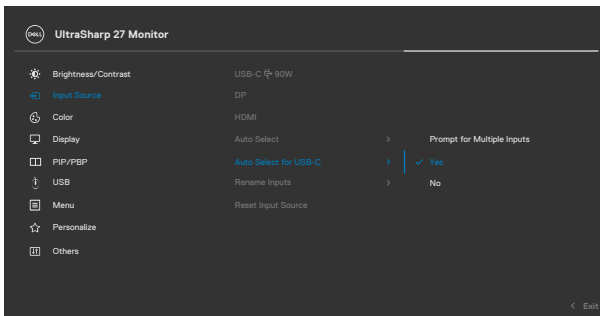 DELL UltraSharp 27 Monitor
Brightness/Contrast
Input Source
Color
Display
PIP/PBP
USB
Menu
Personalize
Others
USB-C 90W
DP
HDMI
Auto Select >
Auto Select for USB-C >
Rename Inputs >
Reset Input Source
Prompt for Multiple Inputs
✓ Yes
No
< Exit